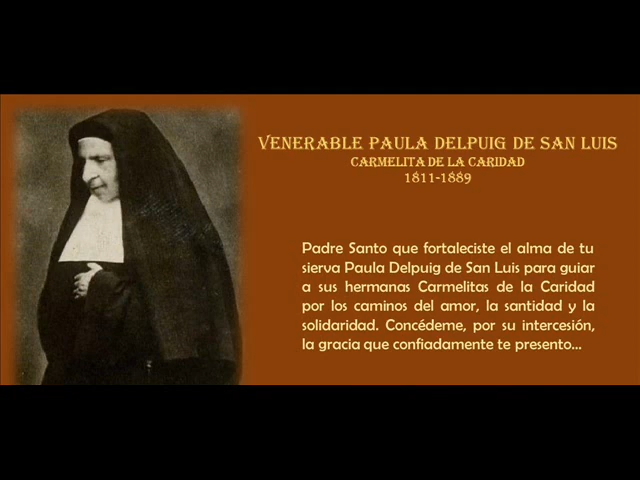 VENERABLE PAULA DELPUIG DE SAN LUIS
CARMELITA DE LA CARIDAD
1811-1889
Padre Santo que fortaleciste el alma de tu
sierva Paula Delpuig de San Luis para guiar
a sus hermanas Carmelitas de la Caridad
por los caminos del amor, la santidad y la
solidaridad. Concédeme, por su intercesión,
la gracia que confiadamente te presento...